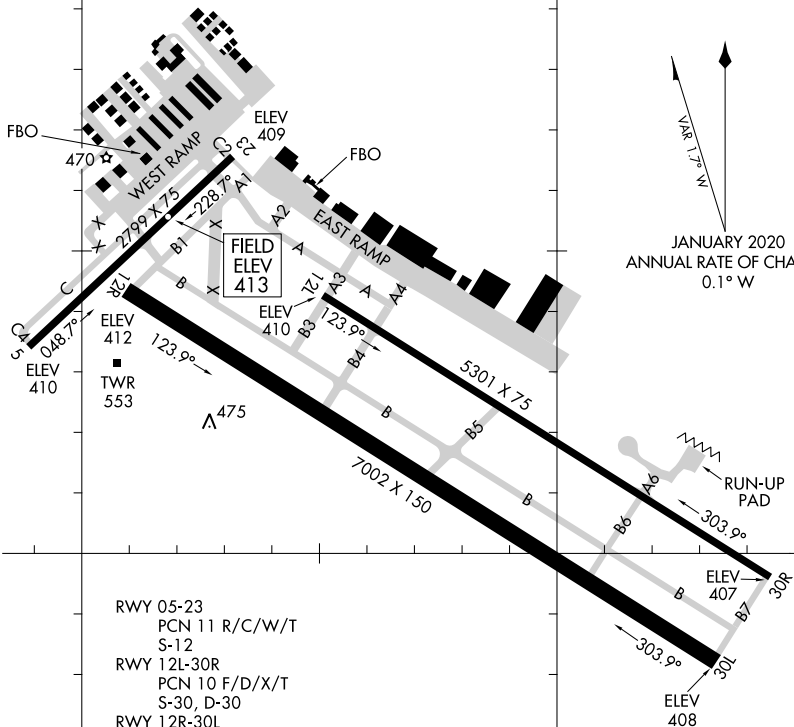 ELEV
409
FBO
470
WEST RAMP
C2
23
FBO
A1
228.7°
2799 X 75
A2
EAST RAMP
VAR 1.7° W
JANUARY 2020
ANNUAL RATE OF CHA
0.1° W
X
X
X
X
B1
A
FIELD
ELEV
413
C
B
12R
12L
A3
A
A4
ELEV
410
B3
123.9°
C4
5
048.7°
ELEV
412
ELEV
410
123.9°
B4
5301 X 75
TWR
553
475
B
B5
7002 X 150
A6
RUN-UP
PAD
B
B6
303.9°
ELEV
407
30R
B
B7
303.9°
30L
ELEV
408
RWY 05-23
PCN 11 R/C/W/T
S-12
RWY 12L-30R
PCN 10 F/D/X/T
S-30, D-30
RWY 12R-30L